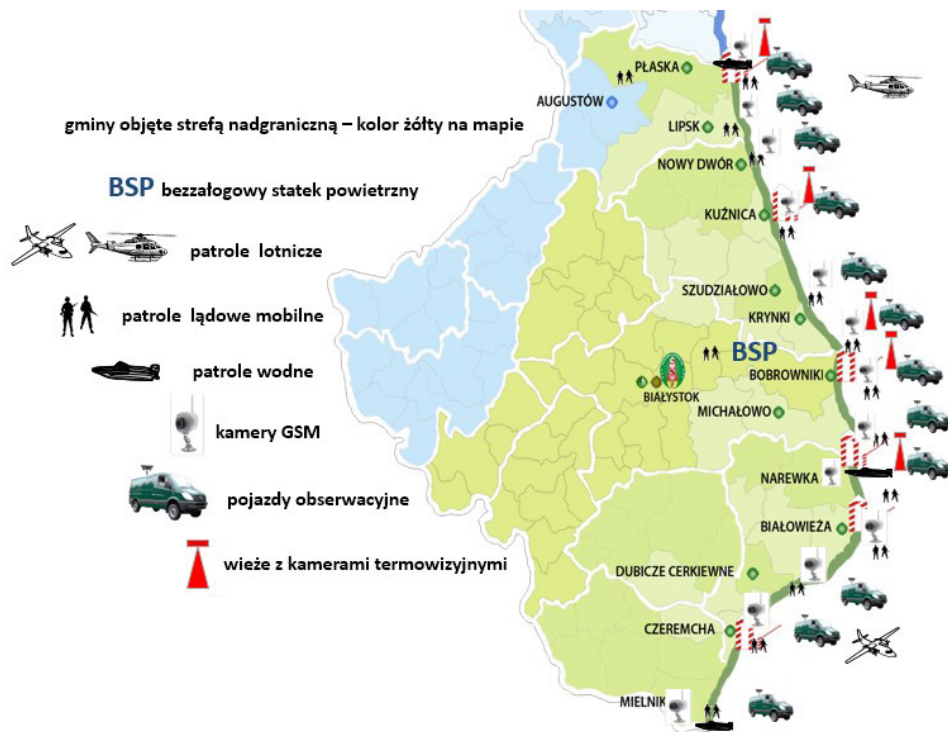 PŁASKA
AUGUSTÓW
gminy objęte strefą nadgraniczną – kolor żółty na mapie
LIPSK
NOWY DWÓR
BSP bezzałogowy statek powietrzny
KUŹNICA
patrole lotnicze
SZUDZIAŁOWO
patrole lądowe mobilne
KRYNKI
BSP
patrole wodne
BOBROWNIKI
BIAŁYSTOK
MICHAŁOWO
kamery GSM
NAREWKA
pojazdy obserwacyjne
BIAŁOWIEŻA
wieże z kamerami termowizyjnymi
DUBICZE CERKIEWNE
CZEREMCHA
MIELNIK